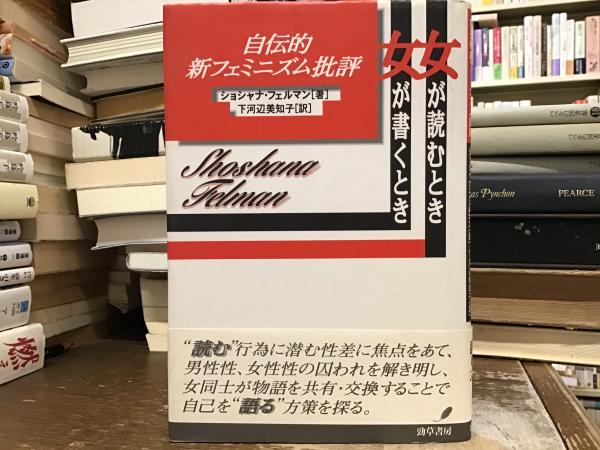 女が読むとき
女が書くとき
自伝的
新フェミニズム批評
ショシャナ・フェルマン[著]
下河辺美知子[訳]
Shoshana
Felman
“読む”行為に潜む性差に焦点をあて、
男性性、女性性の囚われを解き明し、
女同士が物語を共有・交換することで
自己を“語る”方策を探る。
勁草書房
as Pynchon
PEARCE
燃